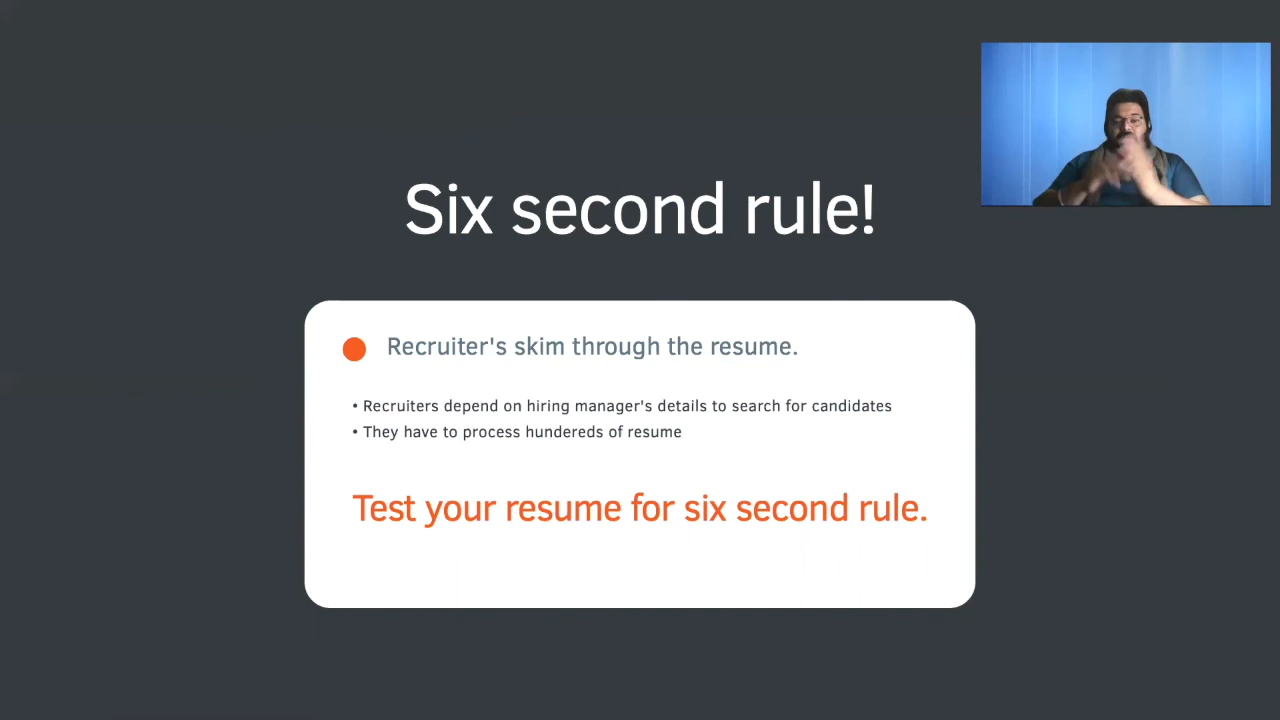 Six second rule!
Recruiter's skim through the resume.
• Recruiters depend on hiring manager's details to search for candidates
• They have to process hundereds of resume
Test your resume for six second rule.